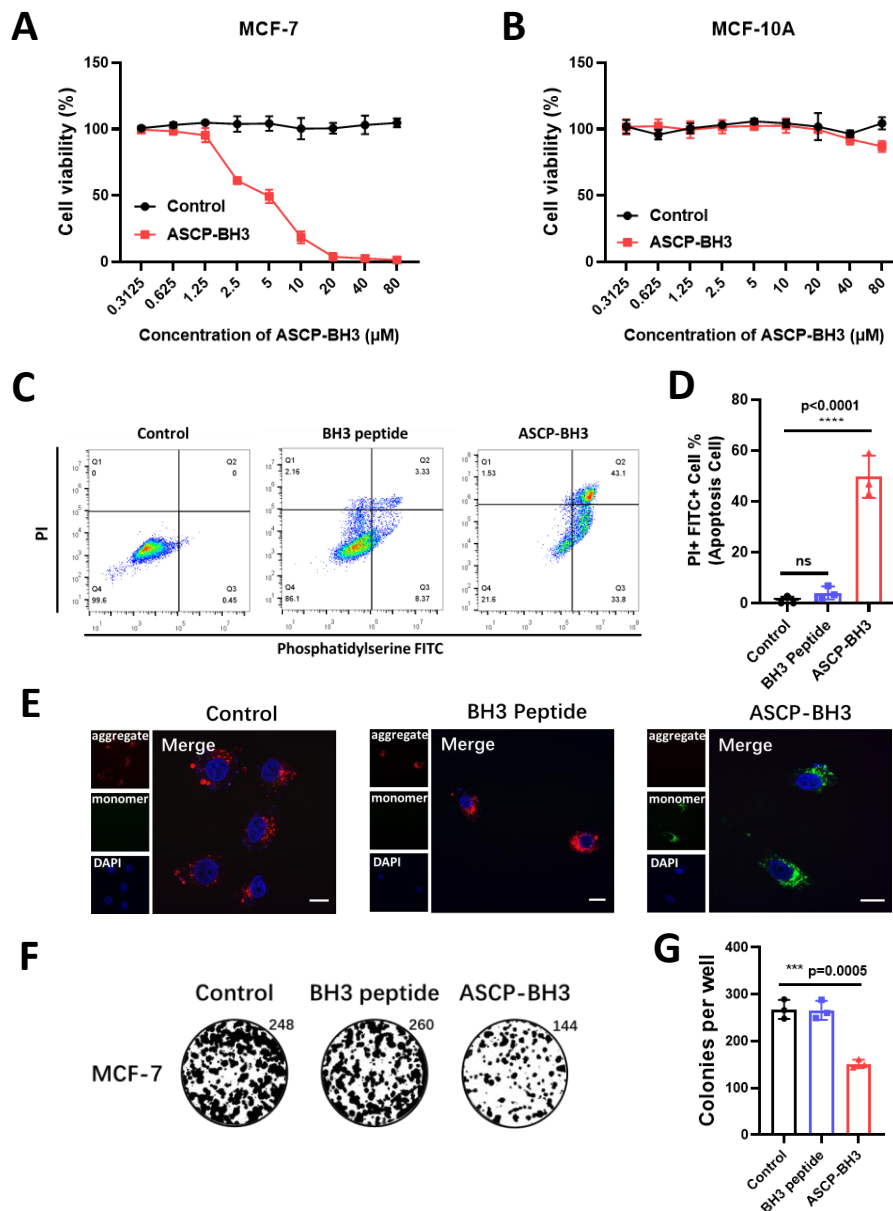 A
MCF-7
Cell viability (%)
150
100
50
0
Control
ASCP-BH3
0.3125
0.625
1.25
2.5
5
10
20
40
80
Concentration of ASCP-BH3 (μM)
B
MCF-10A
Cell viability (%)
150
100
50
0
Control
ASCP-BH3
0.3125
0.625
1.25
2.5
5
10
20
40
80
Concentration of ASCP-BH3 (μM)
C
PI
Control
Q1
0
Q2
0
Q4
99.6
Q3
0.45
BH3 peptide
Q1
2.16
Q2
3.33
Q4
86.1
Q3
8.37
ASCP-BH3
Q1
1.53
Q2
43.1
Q4
21.6
Q3
33.8
Phosphatidylserine FITC
D
PI+ FITC+ Cell %
(Apoptosis Cell)
80
60
40
20
0
p<0.0001
****
ns
Control
BH3 Peptide
ASCP-BH3
E
Control
aggregate
monomer
DAPI
Merge
BH3 Peptide
aggregate
monomer
DAPI
Merge
ASCP-BH3
aggregate
monomer
DAPI
Merge
F
Control
BH3 peptide
ASCP-BH3
248
260
144
MCF-7
G
Colonies per well
400
300
200
100
0
*** p=0.0005
Control
BH3 peptide
ASCP-BH3